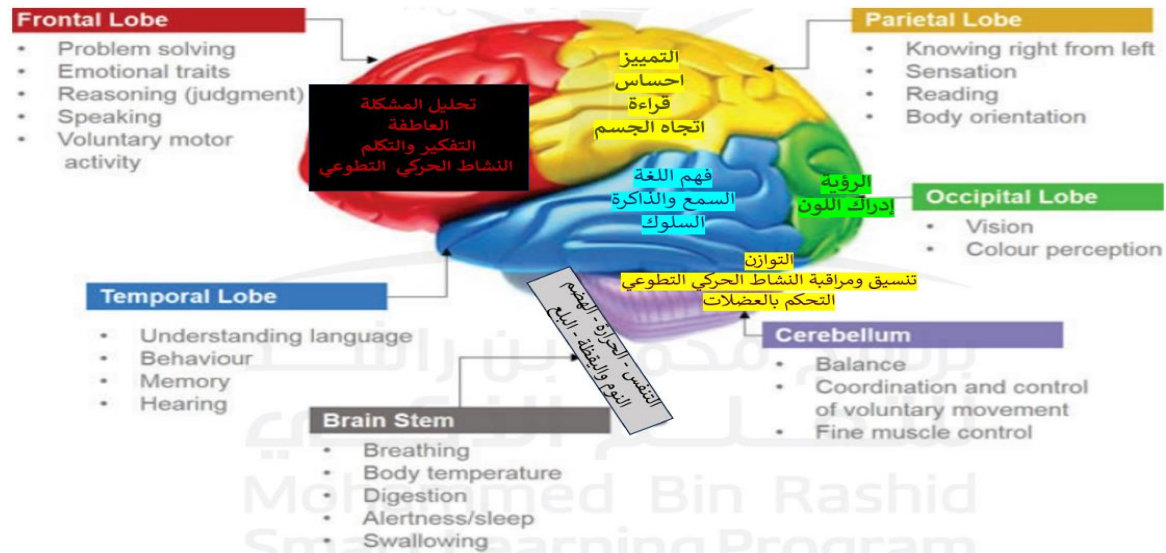 Frontal Lobe
• Problem solving
• Emotional traits
• Reasoning (judgment)
• Speaking
• Voluntary motor
activity
تحليل المشكلة
العاطفة
التفكير والتكلم
النشاط الحركي التطوعي
Parietal Lobe
• Knowing right from left
• Sensation
• Reading
• Body orientation
التمييز
احساس
قراءة
اتجاه الجسم
فهم اللغة
السمع والذاكرة
السلوك
الرؤية
إدراك اللون
Occipital Lobe
• Vision
• Colour perception
Temporal Lobe
• Understanding language
• Behaviour
• Memory
• Hearing
التوازن
تنسيق ومراقبة النشاط الحركي التطوعي
التحكم بالعضلات
Cerebellum
• Balance
• Coordination and control
of voluntary movement
• Fine muscle control
التنفس - الحرارة - الهضم
النوم واليقظة - البلع
Brain Stem
• Breathing
• Body temperature
• Digestion
• Alertness/sleep
• Swallowing
محمد بن راشد
Mohammed Bin Rashid
Smart Learning Program